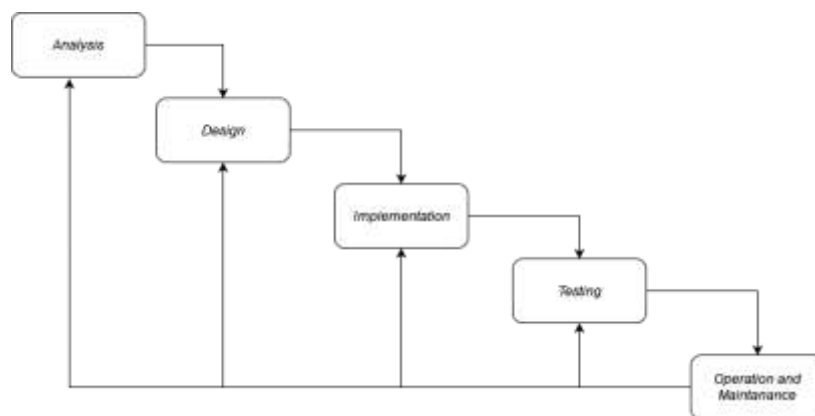 Analysis
Design
Implementation
Testing
Operation and
Maintanance